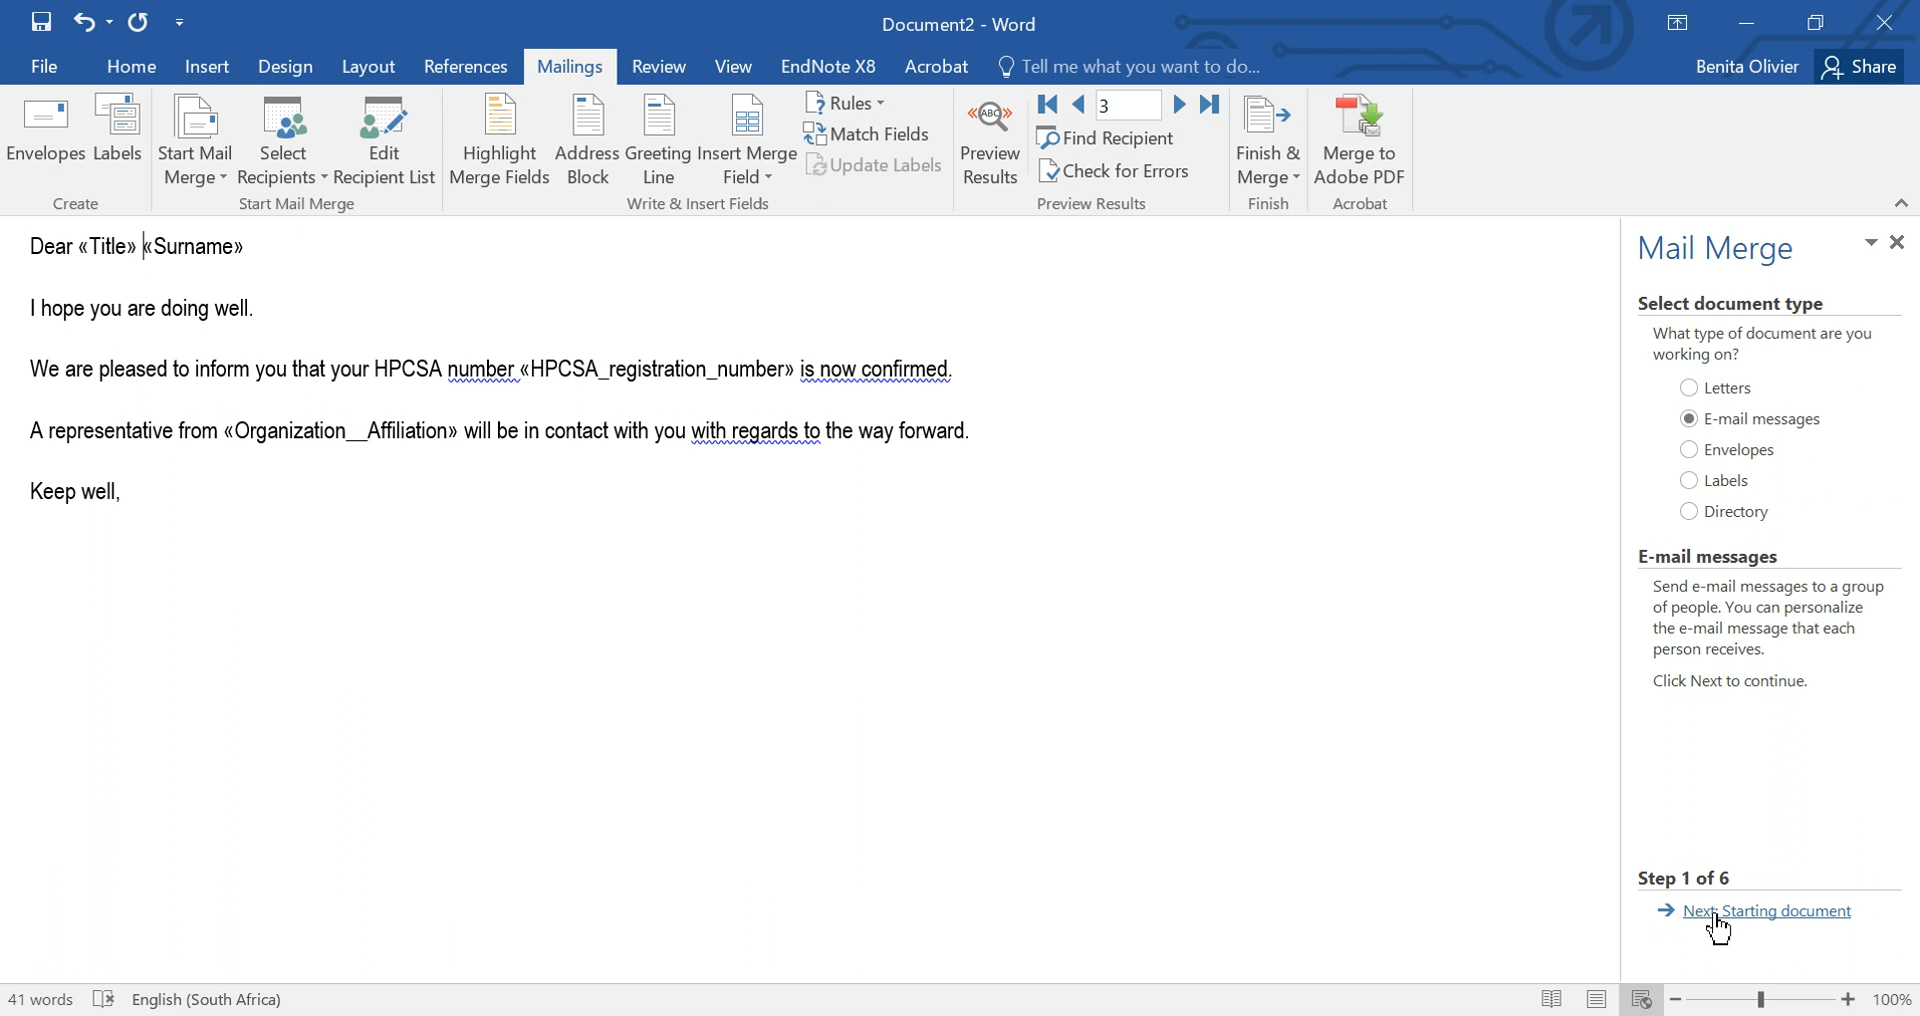 Document2 - Word
File Home Insert Design Layout References Mailings Review View EndNote X8 Acrobat Tell me what you want to do... Benita Olivier Share
Envelopes Labels
Create
Start Mail Merge Select Recipients Edit Recipient List
Start Mail Merge
Highlight Merge Fields Address Block Greeting Line Insert Merge Field
Rules
Match Fields
Update Labels
Write & Insert Fields
ABC
Preview Results
3
Find Recipient
Check for Errors
Preview Results
Finish & Merge
Finish
Merge to Adobe PDF
Acrobat
Dear «Title» «Surname»
I hope you are doing well.
We are pleased to inform you that your HPCSA number «HPCSA_registration_number» is now confirmed.
A representative from «Organization__Affiliation» will be in contact with you with regards to the way forward.
Keep well,
Mail Merge
Select document type
What type of document are you
working on?
Letters
E-mail messages
Envelopes
Labels
Directory
E-mail messages
Send e-mail messages to a group
of people. You can personalize
the e-mail message that each
person receives.
Click Next to continue.
Step 1 of 6
Next: Starting document
41 words English (South Africa) 100%